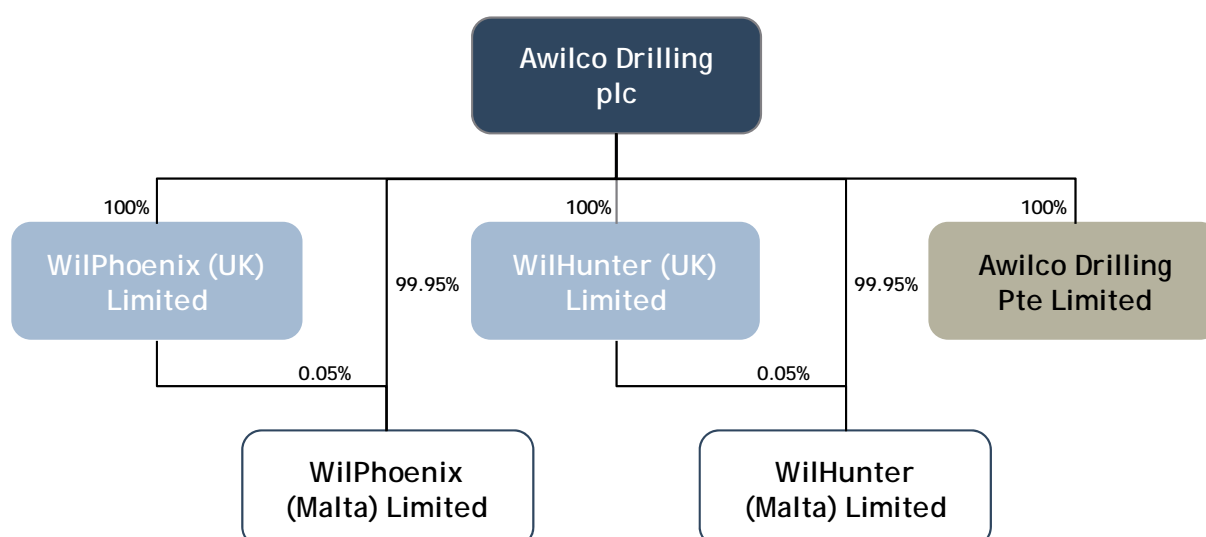 Awilco Drilling
plc
100%
100%
100%
WilPhoenix (UK)
Limited
99.95%
WilHunter (UK)
Limited
99.95%
Awilco Drilling
Pte Limited
0.05%
0.05%
WilPhoenix
(Malta) Limited
WilHunter
(Malta) Limited